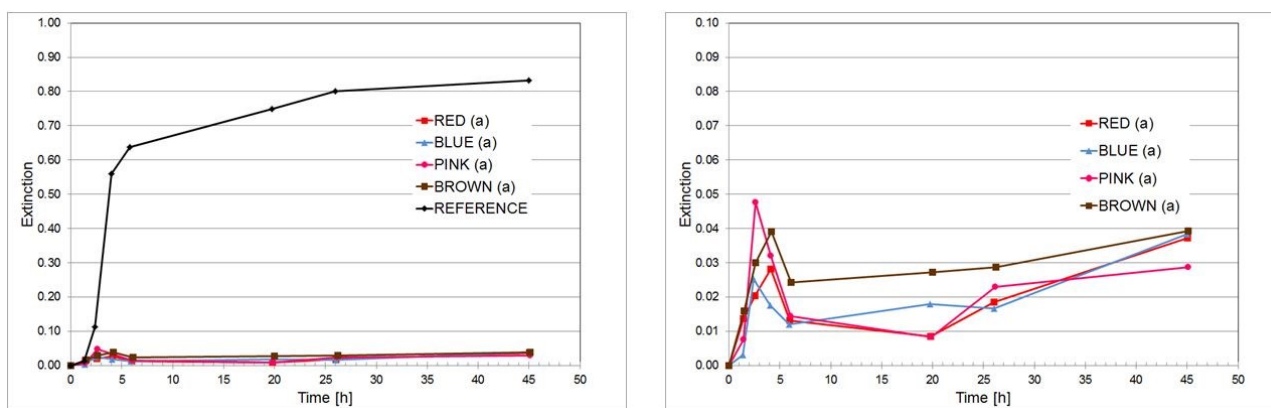 1.00
0.90
0.80
0.70
0.60
0.50
0.40
0.30
0.20
0.10
0.00
Extinction
RED (a)
BLUE (a)
PINK (a)
BROWN (a)
REFERENCE
0 5 10 15 20 25 30 35 40 45 50
Time [h]
0.10
0.09
0.08
0.07
0.06
0.05
0.04
0.03
0.02
0.01
0.00
Extinction
RED (a)
BLUE (a)
PINK (a)
BROWN (a)
0 5 10 15 20 25 30 35 40 45 50
Time [h]